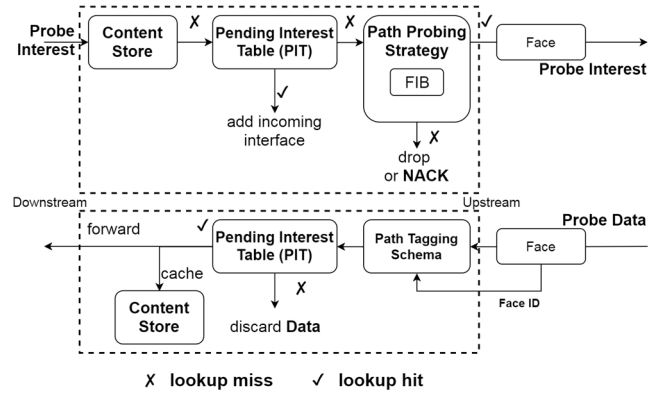 Probe
Interest
Content
Store
✗
Pending Interest
Table (PIT)
✗
Path Probing
Strategy
FIB
✓
Face
Probe Interest
✓
add incoming
interface
✗
drop
or NACK
Downstream
Upstream
forward
✓
Pending Interest
Table (PIT)
Path Tagging
Schema
Face
Probe Data
cache
Content
Store
✗
discard Data
Face ID
✗ lookup miss ✓ lookup hit